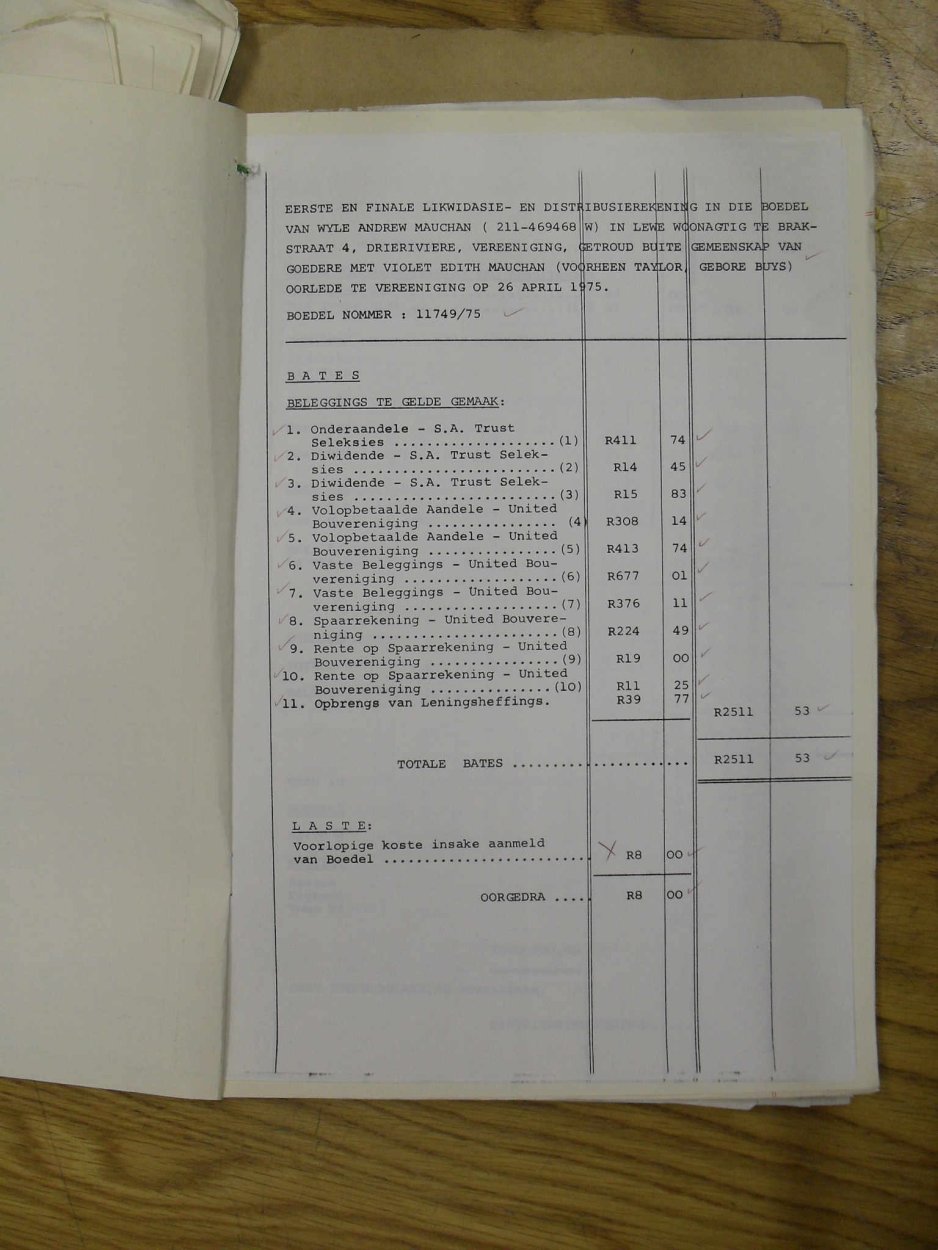 EERSTE EN FINALE LIKWIDASIE- EN DISTRIBUSIEREKENING IN DIE BOEDEL
VAN WYLE ANDREW MAUCHAN ( 211-469468 W) IN LEWE WOONAGTIG TE BRAK-
STRAAT 4, DRIERIVIERE, VEREENIGING, GETROUD BUITE GEMEENSKAP VAN
GOEDERE MET VIOLET EDITH MAUCHAN (VOORHEEN TAYLOR, GEBORE BUYS)
OORLEDE TE VEREENIGING OP 26 APRIL 1975.
BOEDEL NOMMER : 11749/75
B A T E S
BELEGGINGS TE GELDE GEMAAK:
1. Onderaandele - S.A. Trust
Seleksies ....................(1) R411 74
2. Diwidende - S.A. Trust Selek-
sies .........................(2) R14 45
3. Diwidende - S.A. Trust Selek-
sies .........................(3) R15 83
4. Volopbetaalde Aandele - United
Bouvereniging ................ (4) R308 14
5. Volopbetaalde Aandele - United
Bouvereniging ................(5) R413 74
6. Vaste Beleggings - United Bou-
vereniging ...................(6) R677 01
7. Vaste Beleggings - United Bou-
vereniging ...................(7) R376 11
8. Spaarrekening - United Bouvere-
niging .......................(8) R224 49
9. Rente op Spaarrekening - United
Bouvereniging ................(9) R19 00
10. Rente op Spaarrekening - United
Bouvereniging ...............(10) R11 25
11. Opbrengs van Leningsheffings. R39 77
R2511 53
TOTALE BATES ...................... R2511 53
L A S T E:
Voorlopige koste insake aanmeld
van Boedel ......................... R8 00
OORGEDRA .... R8 00